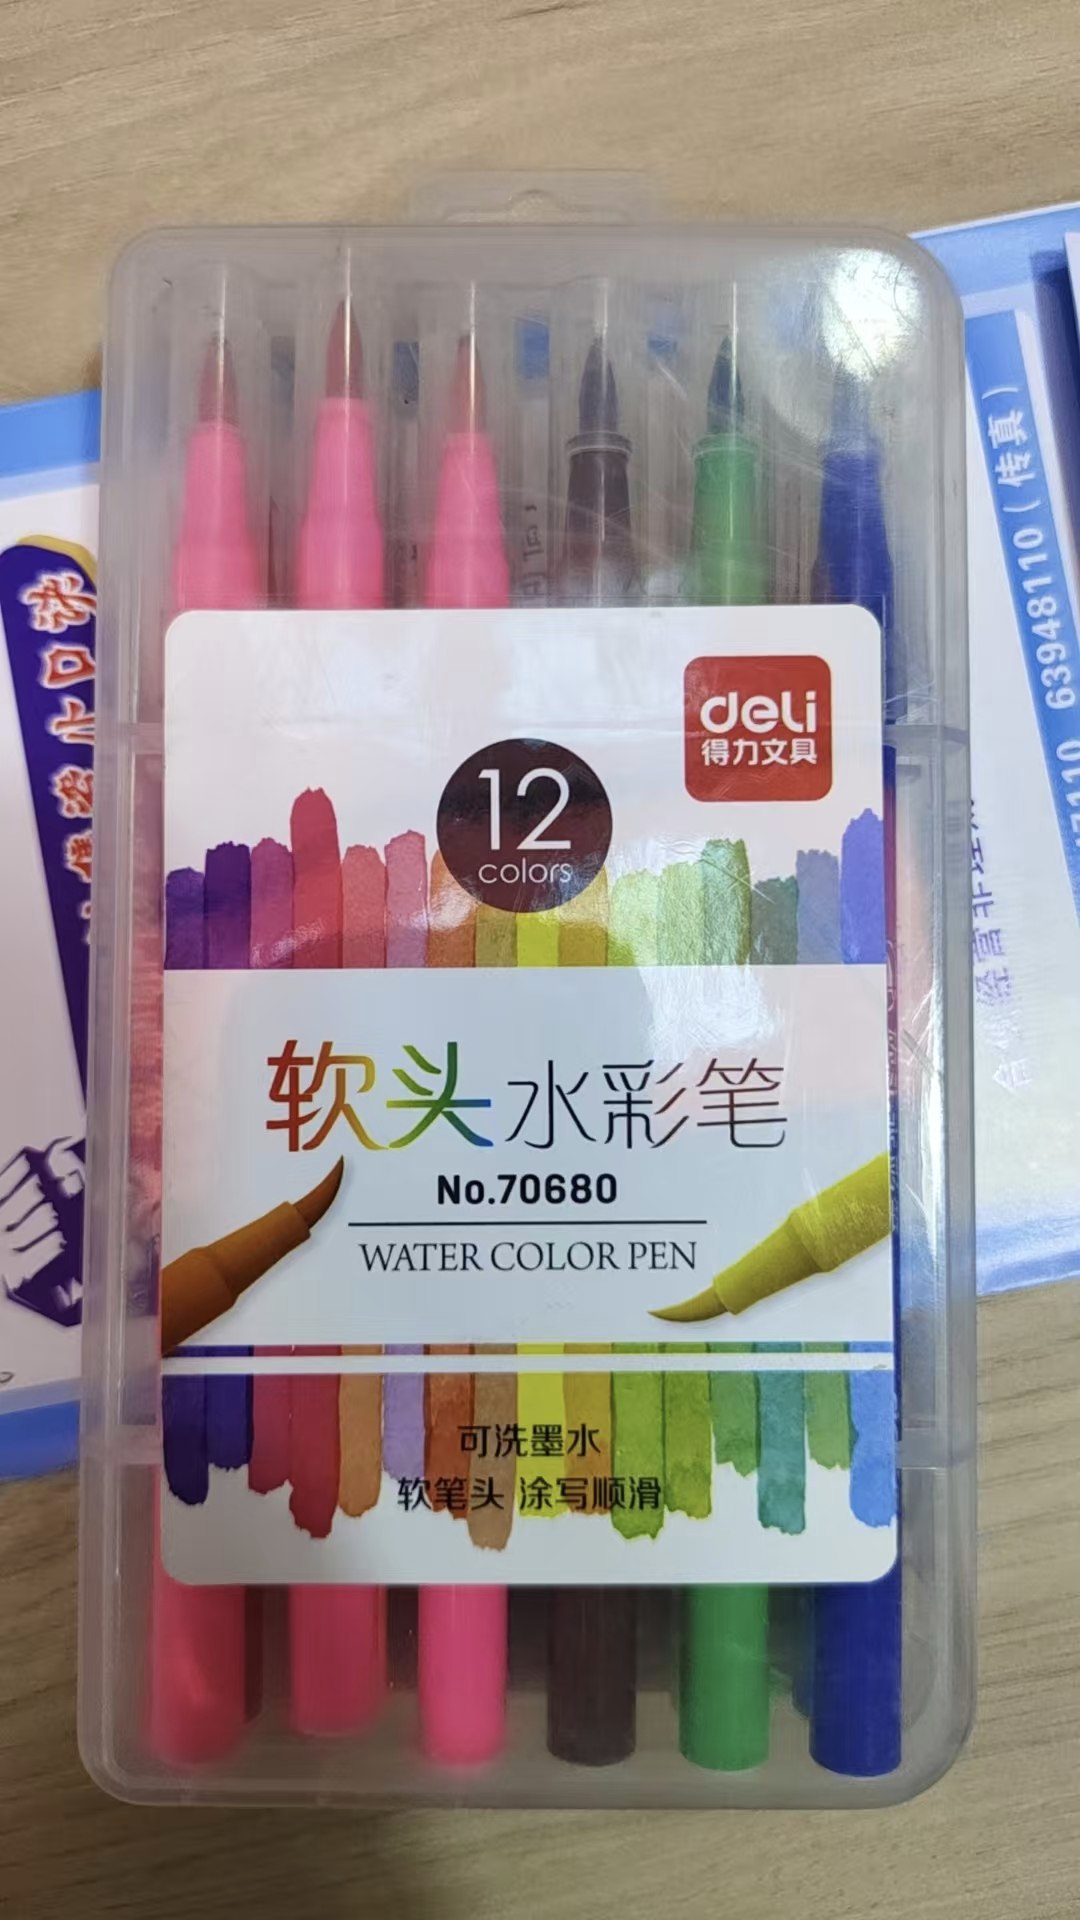 deli
得力文具
12
colors
软头水彩笔
No.70680
WATER COLOR PEN
可洗墨水
软笔头 涂写顺滑
63948110（传真）